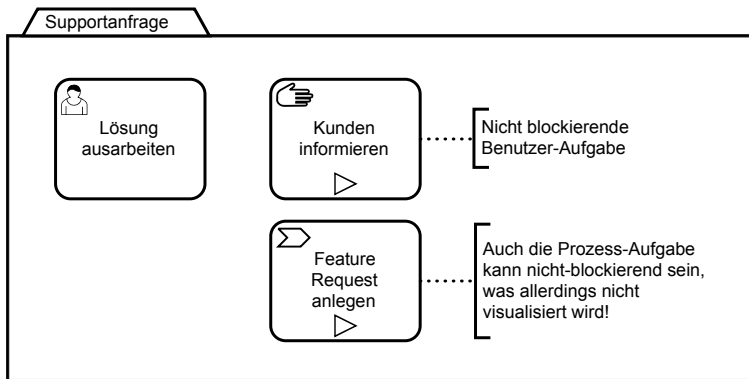 Supportanfrage
Lösung
ausarbeiten
Kunden
informieren
Nicht blockierende
Benutzer-Aufgabe
Feature
Request
anlegen
Auch die Prozess-Aufgabe
kann nicht-blockierend sein,
was allerdings nicht
visualisiert wird!